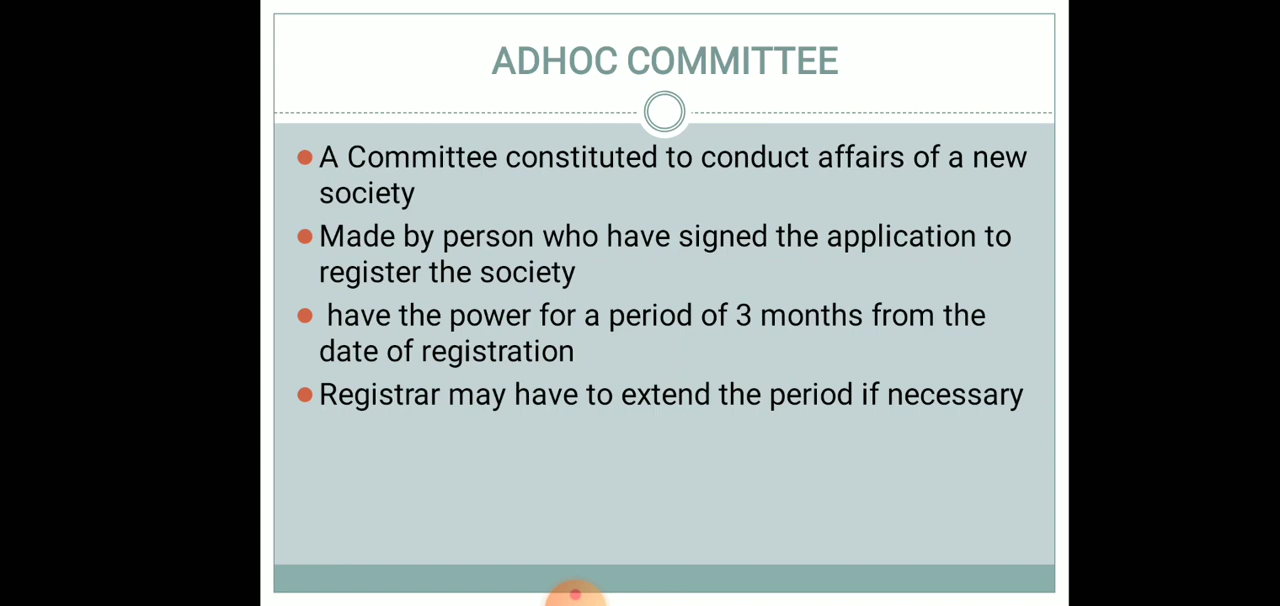 ADHOC COMMITTEE
A Committee constituted to conduct affairs of a new
society
Made by person who have signed the application to
register the society
have the power for a period of 3 months from the
date of registration
Registrar may have to extend the period if necessary